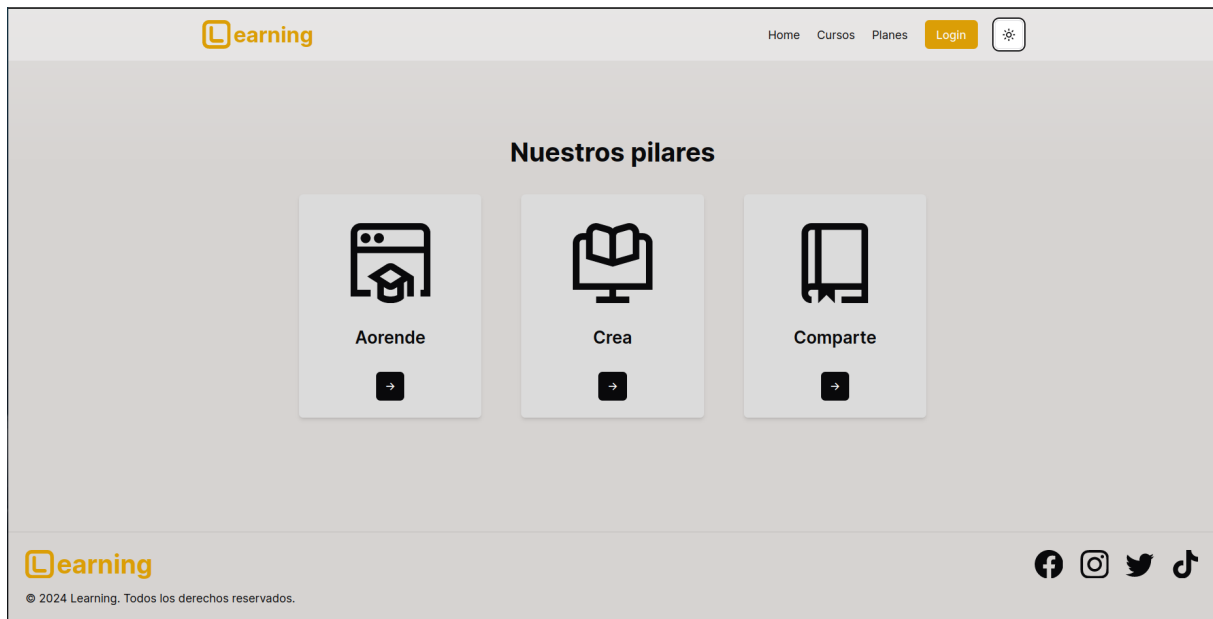 Learning
Home Cursos Planes Login
Nuestros pilares
Aorende Crea Comparte
Learning
© 2024 Learning. Todos los derechos reservados.